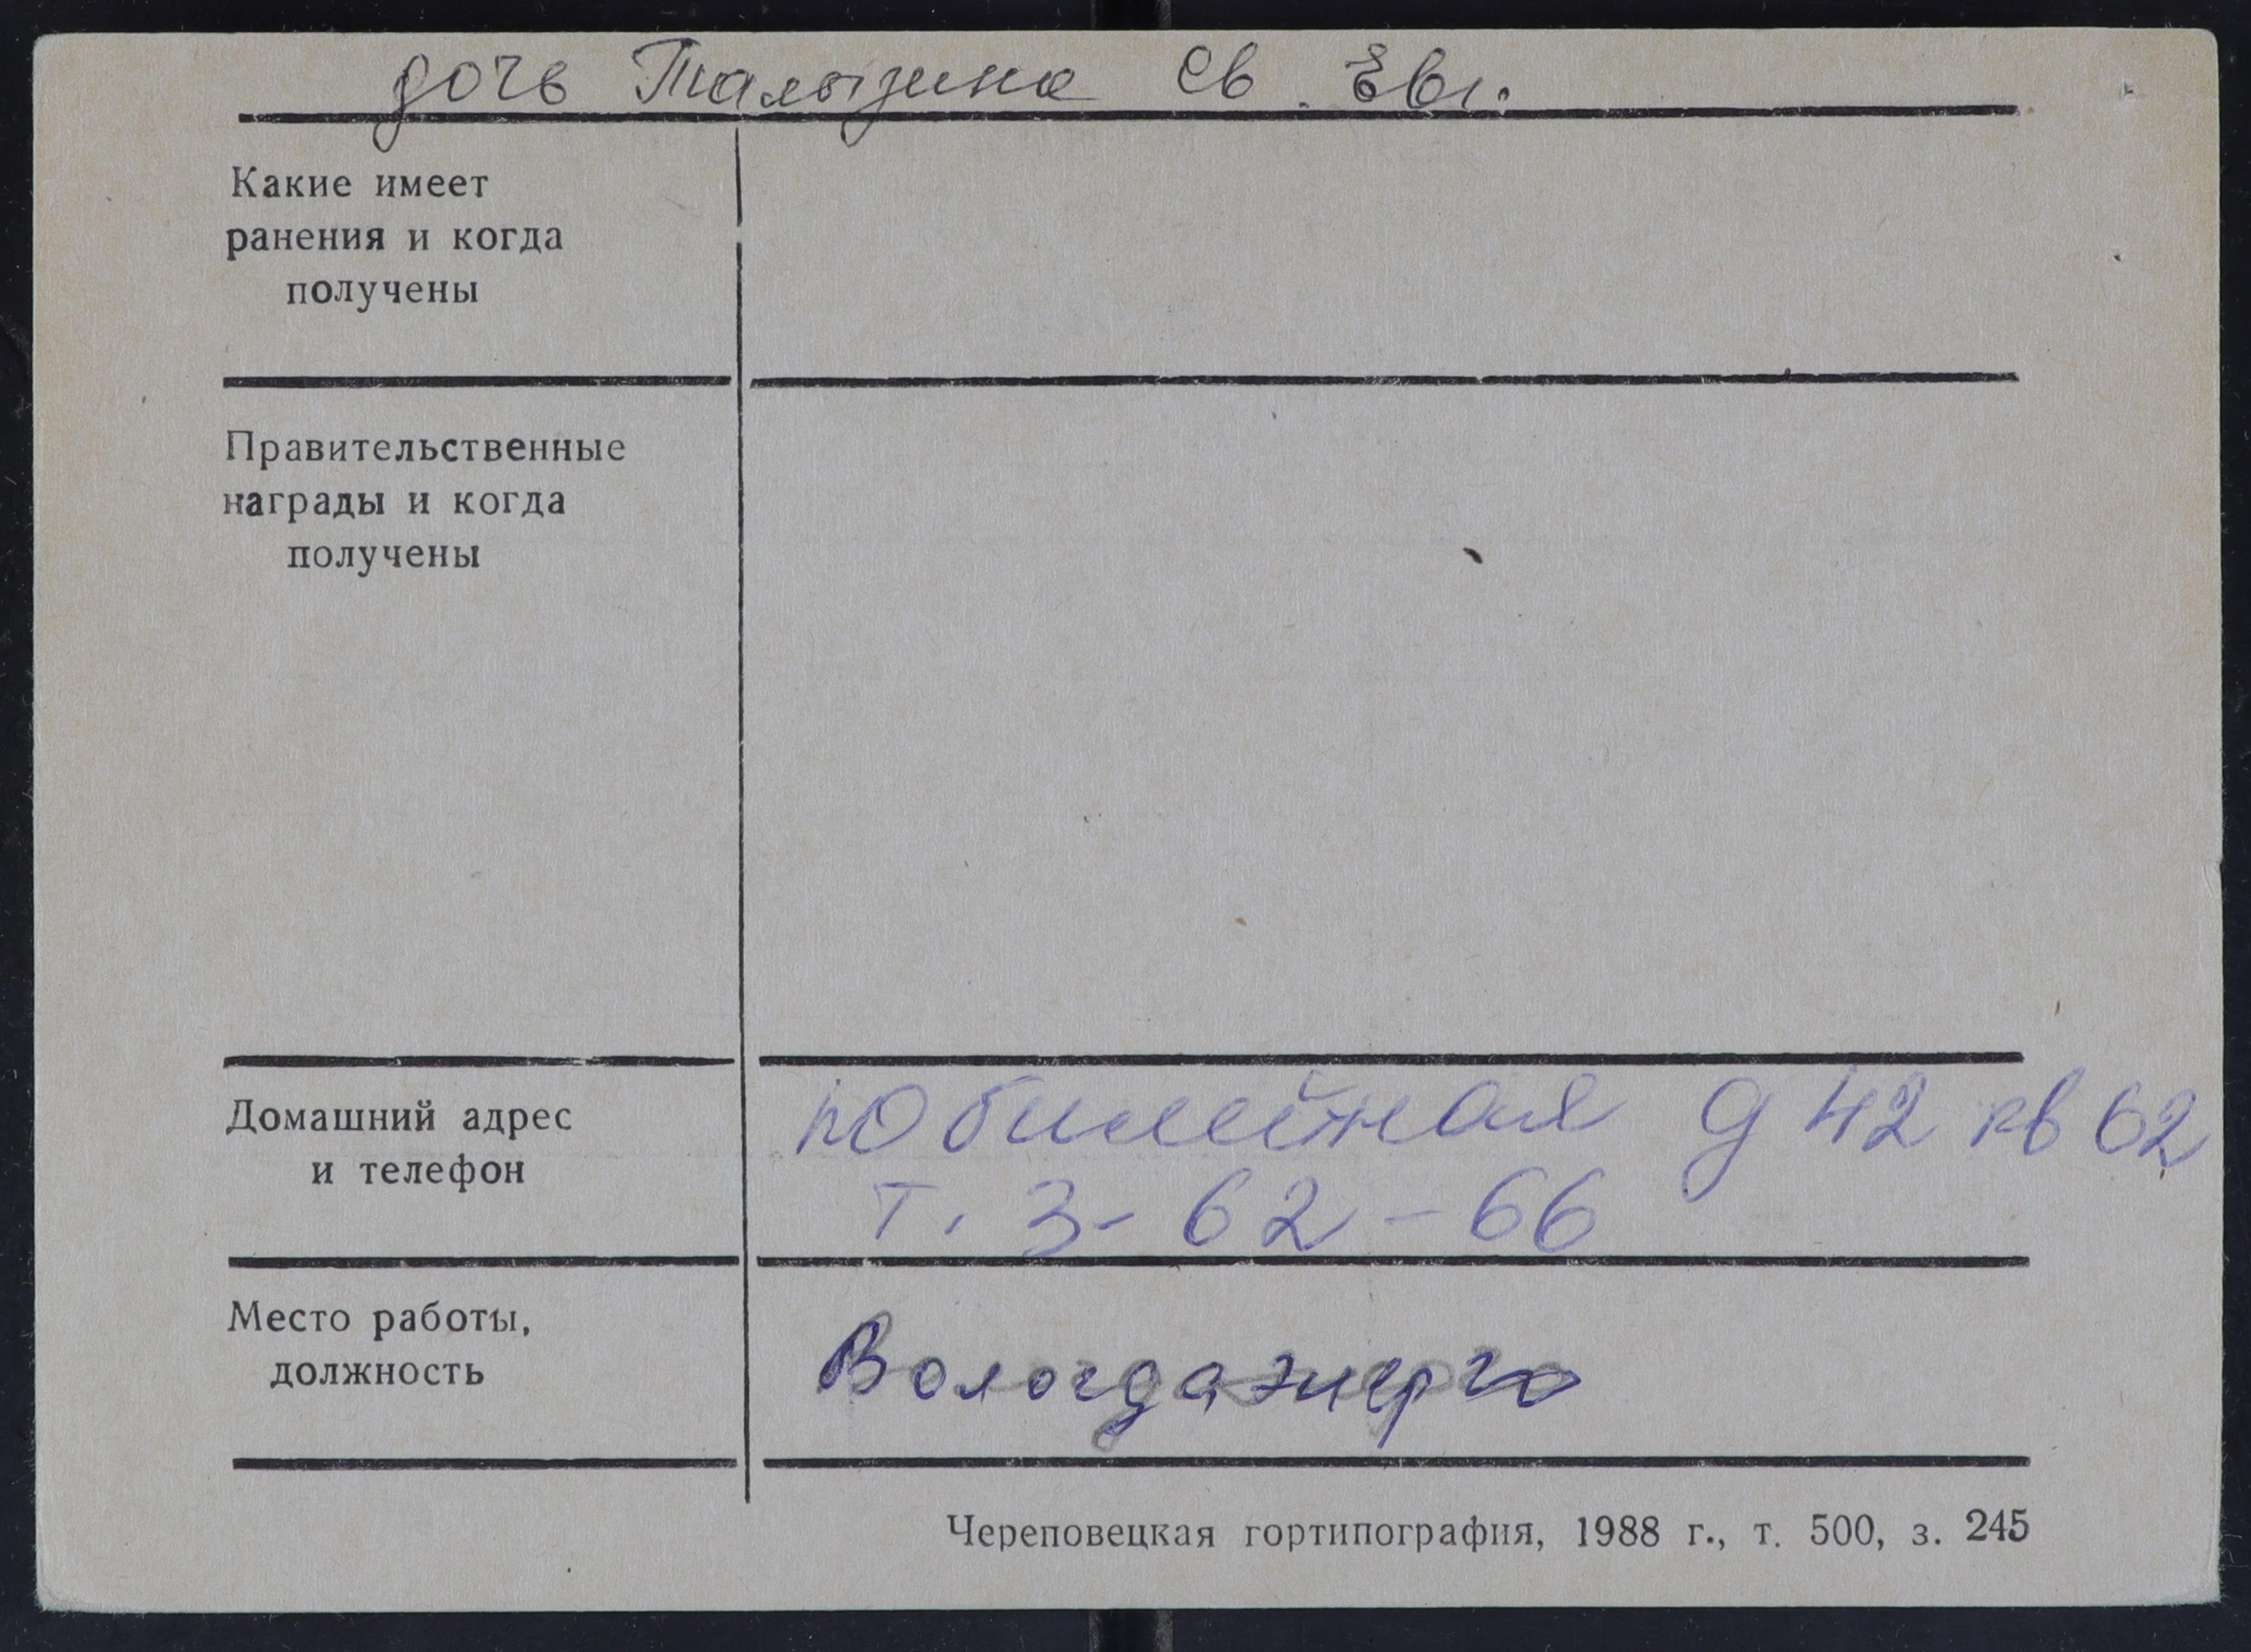 дочь Талызина Св. Евг.
Какие имеет
ранения и когда
получены
Правительственные
награды и когда
получены
Домашний адрес
и телефон
Юбилейная д 42 кв 62
т. 3-62-66
Место работы,
должность
Вологдаэнерго
Череповецкая гортипография, 1988 г., т. 500, з. 245